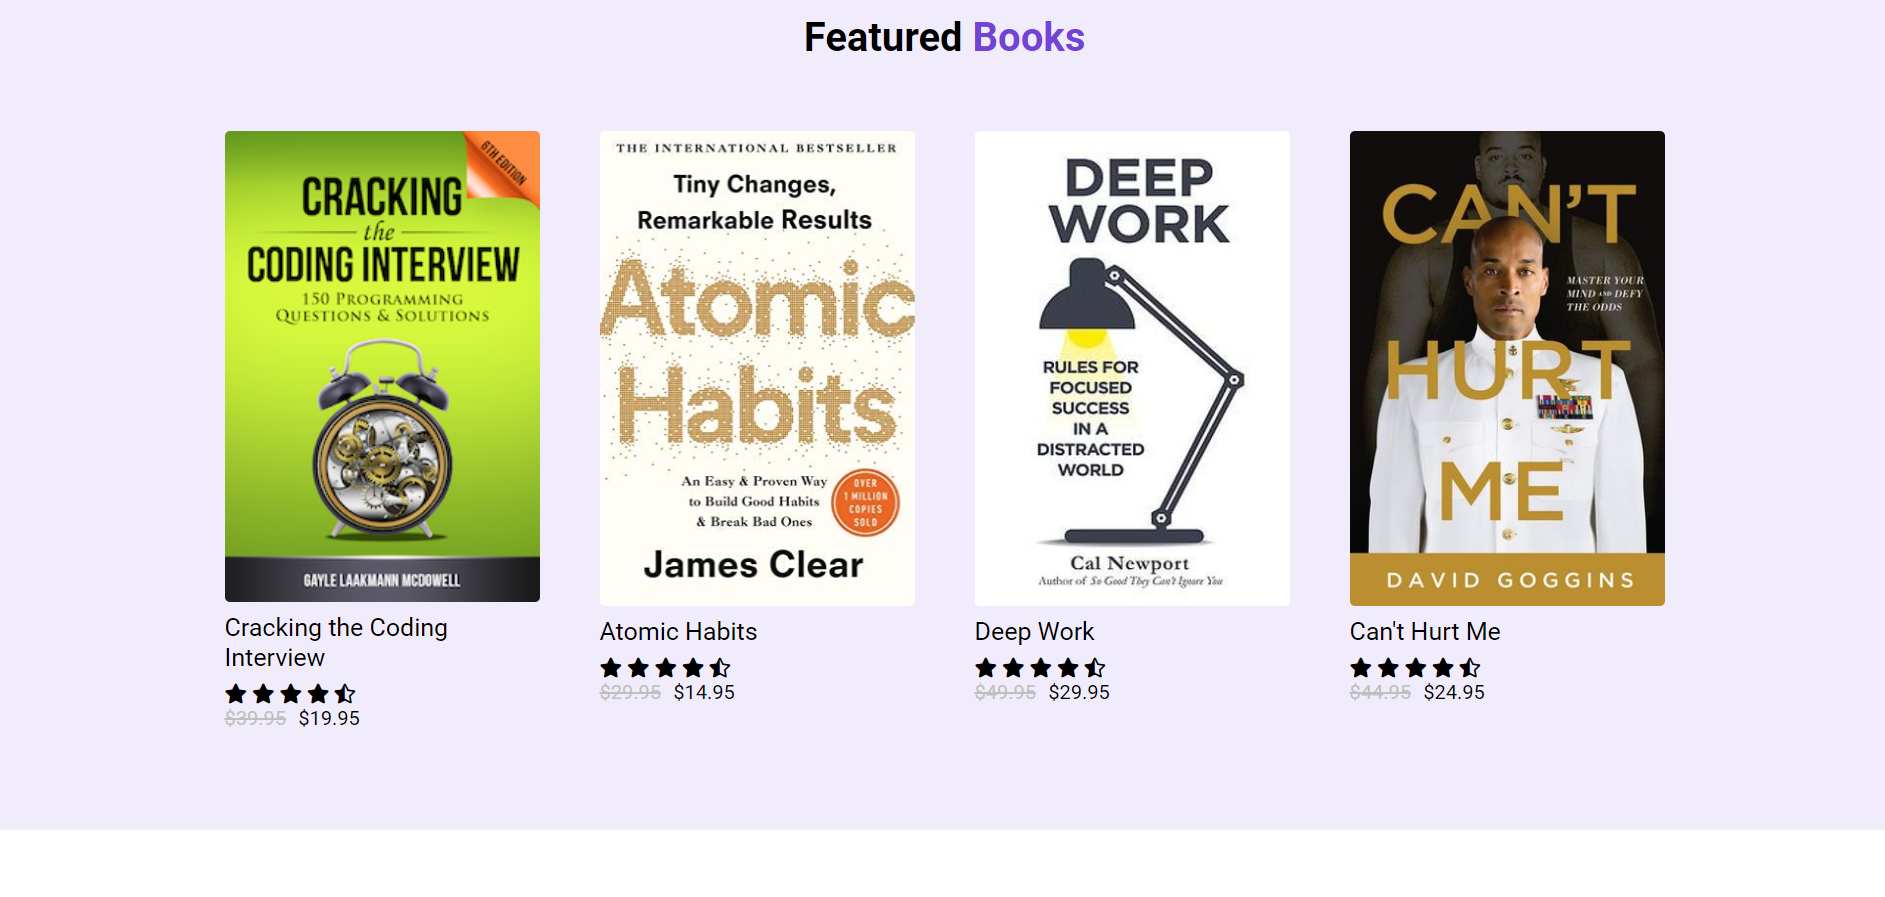 Featured Books
6TH EDITION
CRACKING
the
CODING INTERVIEW
150 PROGRAMMING
QUESTIONS & SOLUTIONS
GAYLE LAAKMANN MCDOWELL
Cracking the Coding
Interview
$39.95 $19.95
THE INTERNATIONAL BESTSELLER
Tiny Changes,
Remarkable Results
Atomic
Habits
An Easy & Proven Way
to Build Good Habits
& Break Bad Ones
OVER
1 MILLION
COPIES
SOLD
James Clear
Atomic Habits
$29.95 $14.95
DEEP
WORK
RULES FOR
FOCUSED
SUCCESS
IN A
DISTRACTED
WORLD
Cal Newport
Author of So Good They Can't Ignore You
Deep Work
$49.95 $29.95
CAN'T
MASTER YOUR
MIND AND DEFY
THE ODDS
HURT
ME
DAVID GOGGINS
Can't Hurt Me
$44.95 $24.95